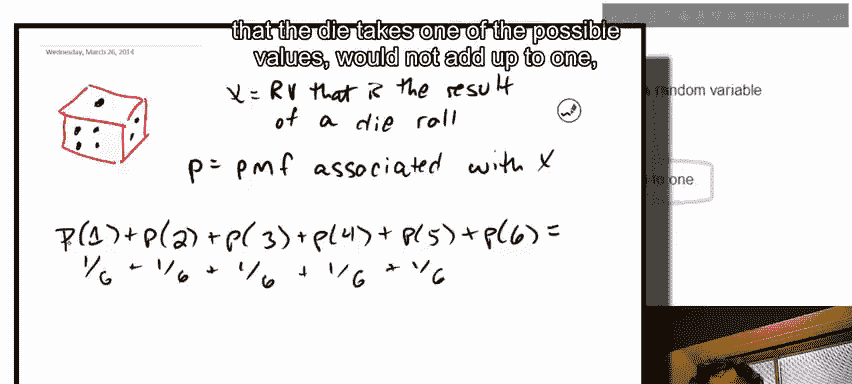 that the die takes one of the possible
values, would not add up to one,
Wednesday, March 26, 2014
random variable
X = RV that is the result
of a die roll
to one
p = pmf associated with X
P(1) + p(2) + p(3) + p(4) + p(5) + p(6) =
1/6 + 1/6 + 1/6 + 1/6 + 1/6